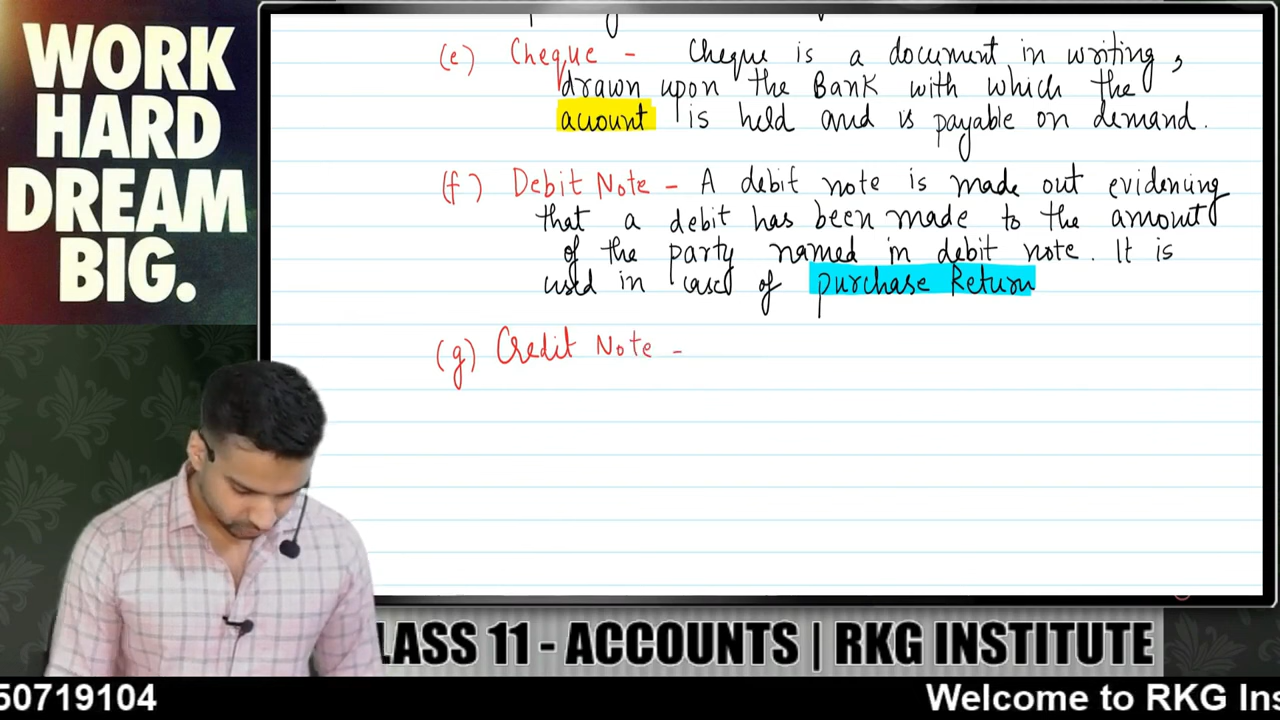 WORK
HARD
DREAM
BIG.
(e) Cheque - Cheque is a document in writing,
drawn upon the Bank with which the
account is held and is payable on demand.
(f) Debit Note - A debit note is made out evidencing
that a debit has been made to the amount
of the party named in debit note. It is
used in case of purchase Return
(g) Credit Note -
LASS 11 - ACCOUNTS | RKG INSTITUTE
50719104
Welcome to RKG Ins